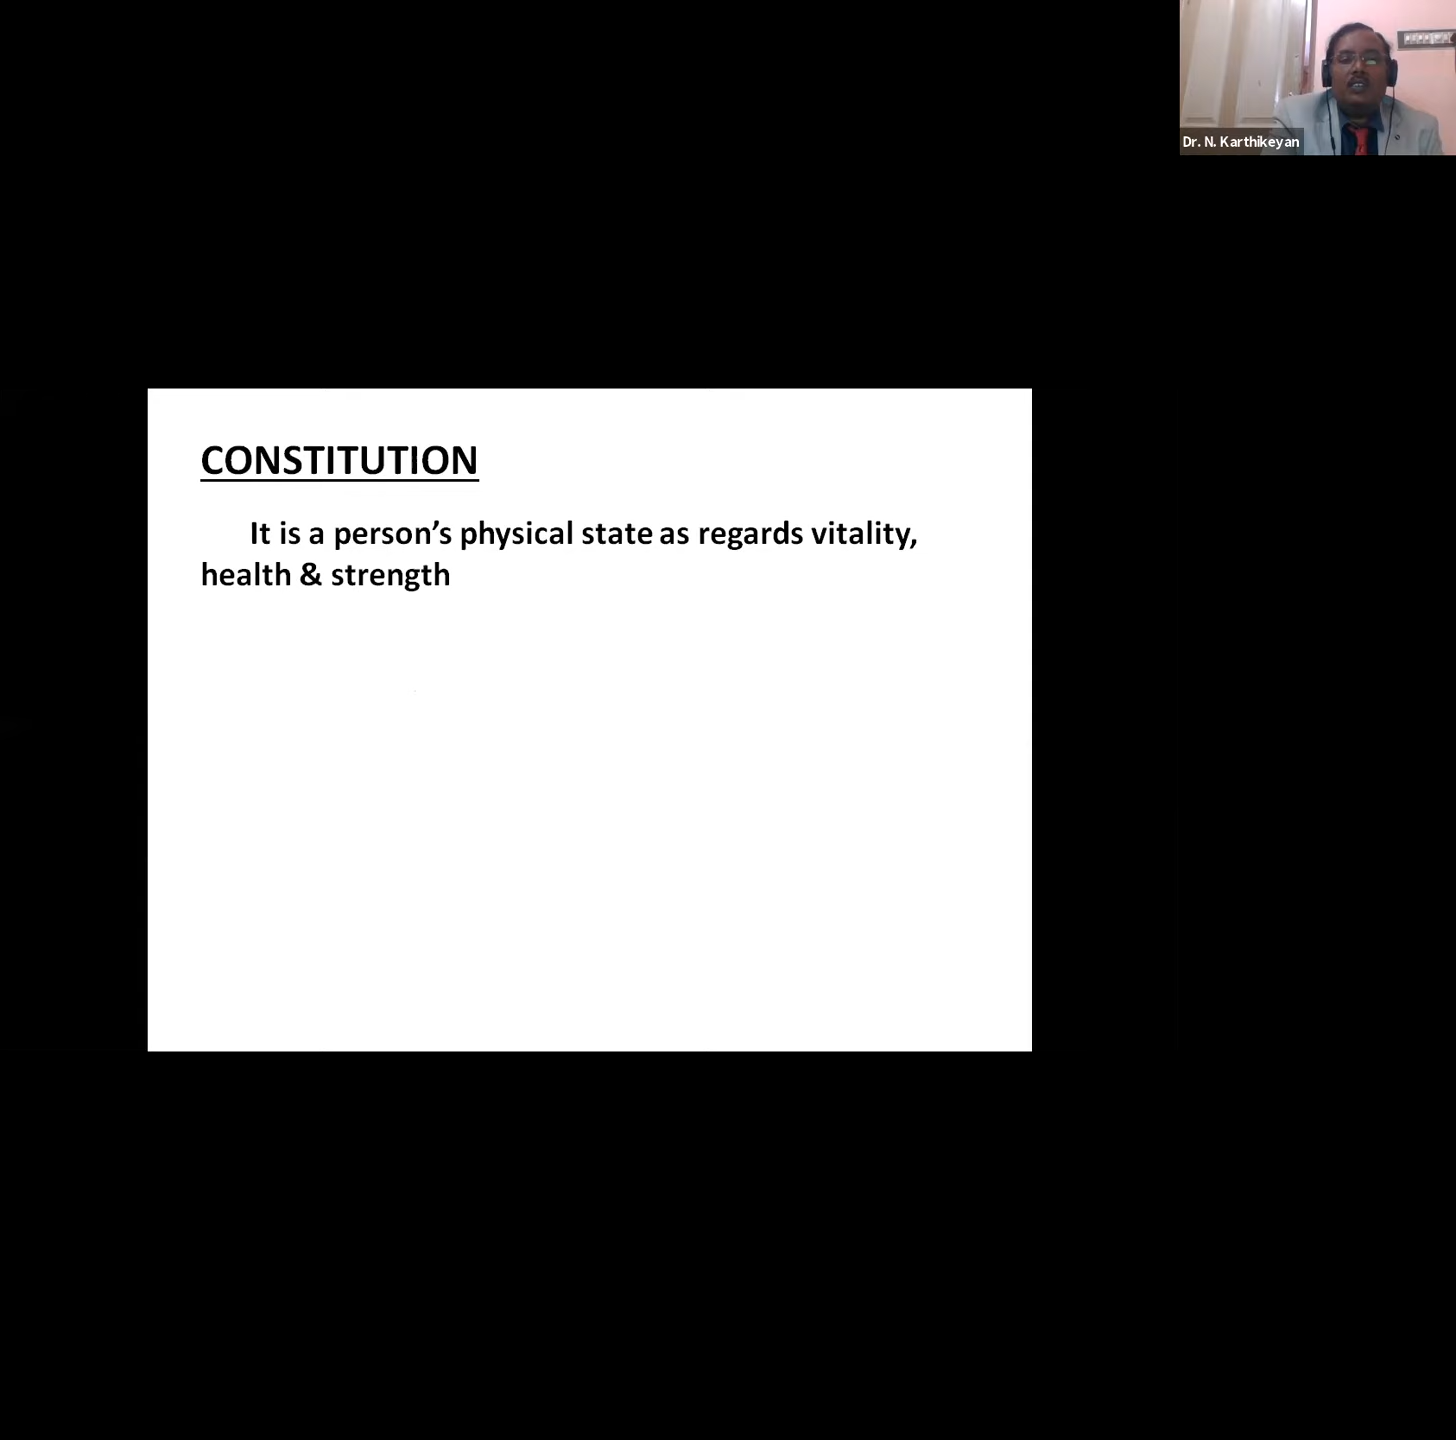 Dr. N. Karthikeyan
CONSTITUTION
It is a person’s physical state as regards vitality,
health & strength